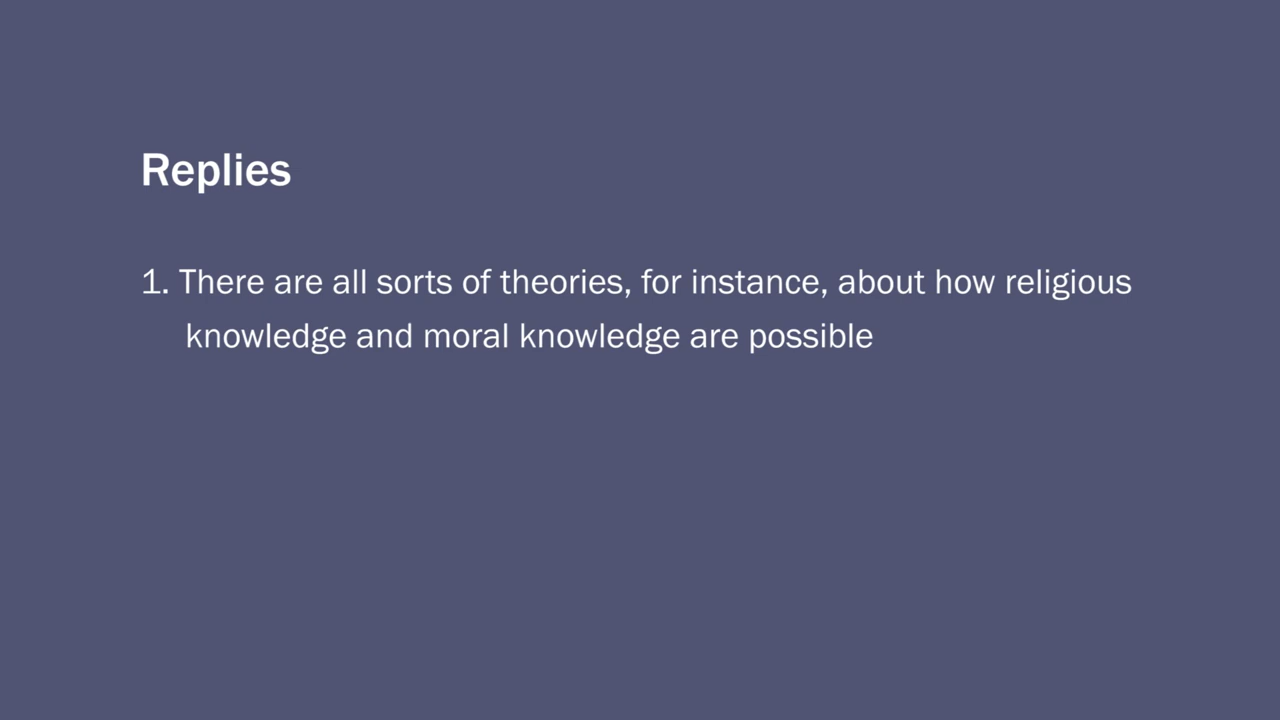 Replies
1. There are all sorts of theories, for instance, about how religious
knowledge and moral knowledge are possible